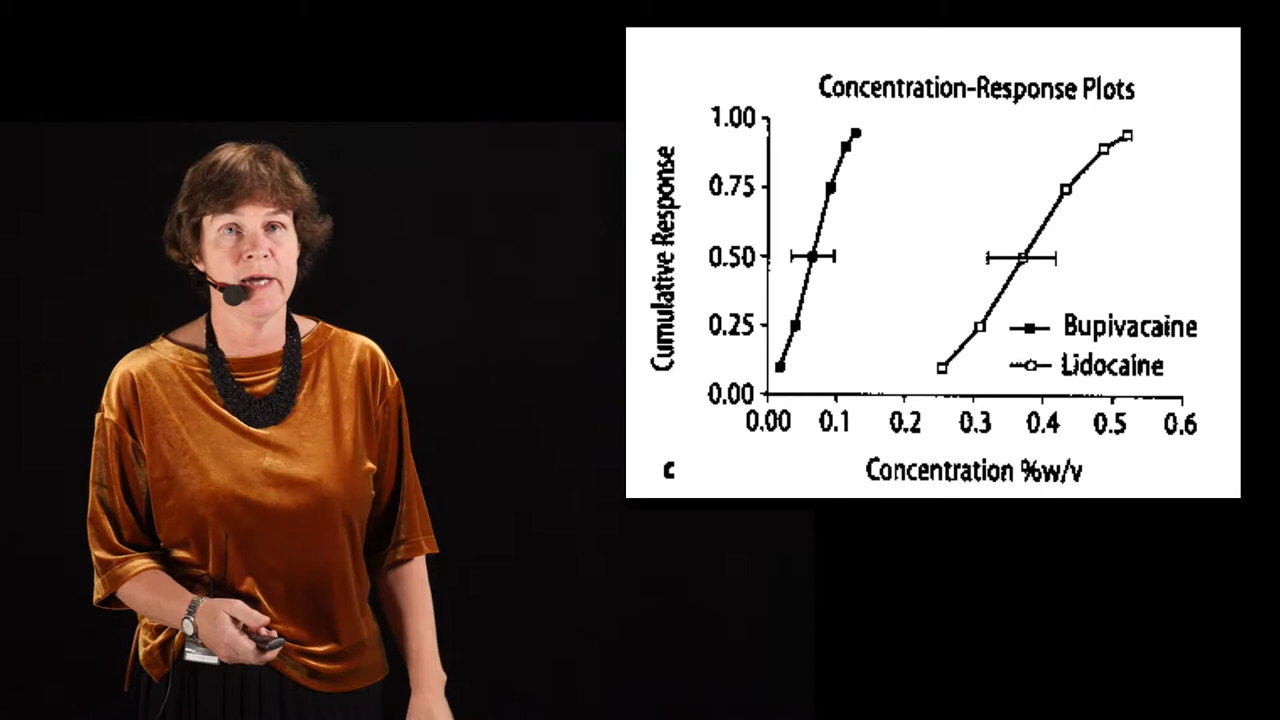 Concentration-Response Plots
Cumulative Response
1.00
0.75
0.50
0.25
0.00
0.00 0.1 0.2 0.3 0.4 0.5 0.6
Bupivacaine
Lidocaine
c
Concentration %w/v